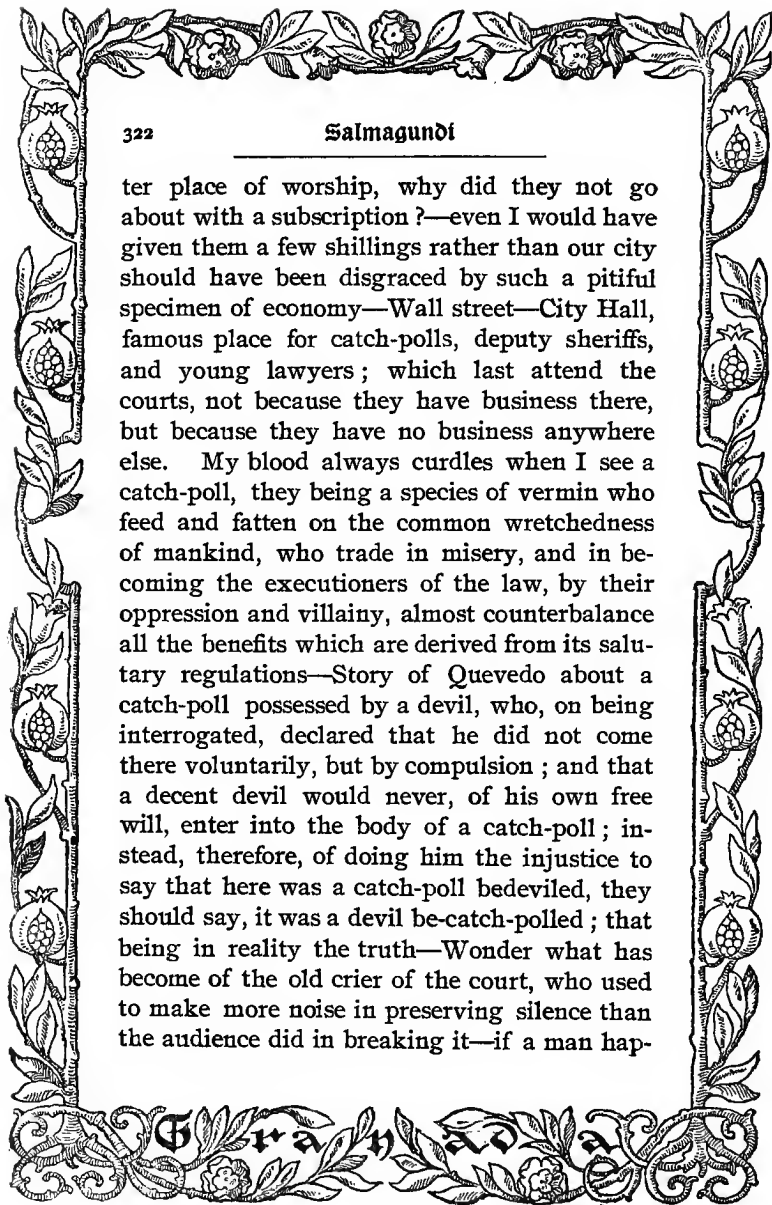 322 Salmagundi
ter place of worship, why did they not go
about with a subscription ?—even I would have
given them a few shillings rather than our city
should have been disgraced by such a pitiful
specimen of economy—Wall street—City Hall,
famous place for catch-polls, deputy sheriffs,
and young lawyers ; which last attend the
courts, not because they have business there,
but because they have no business anywhere
else. My blood always curdles when I see a
catch-poll, they being a species of vermin who
feed and fatten on the common wretchedness
of mankind, who trade in misery, and in be-
coming the executioners of the law, by their
oppression and villainy, almost counterbalance
all the benefits which are derived from its salu-
tary regulations—Story of Quevedo about a
catch-poll possessed by a devil, who, on being
interrogated, declared that he did not come
there voluntarily, but by compulsion ; and that
a decent devil would never, of his own free
will, enter into the body of a catch-poll ; in-
stead, therefore, of doing him the injustice to
say that here was a catch-poll bedeviled, they
should say, it was a devil be-catch-polled ; that
being in reality the truth—Wonder what has
become of the old crier of the court, who used
to make more noise in preserving silence than
the audience did in breaking it—if a man hap-
Granada